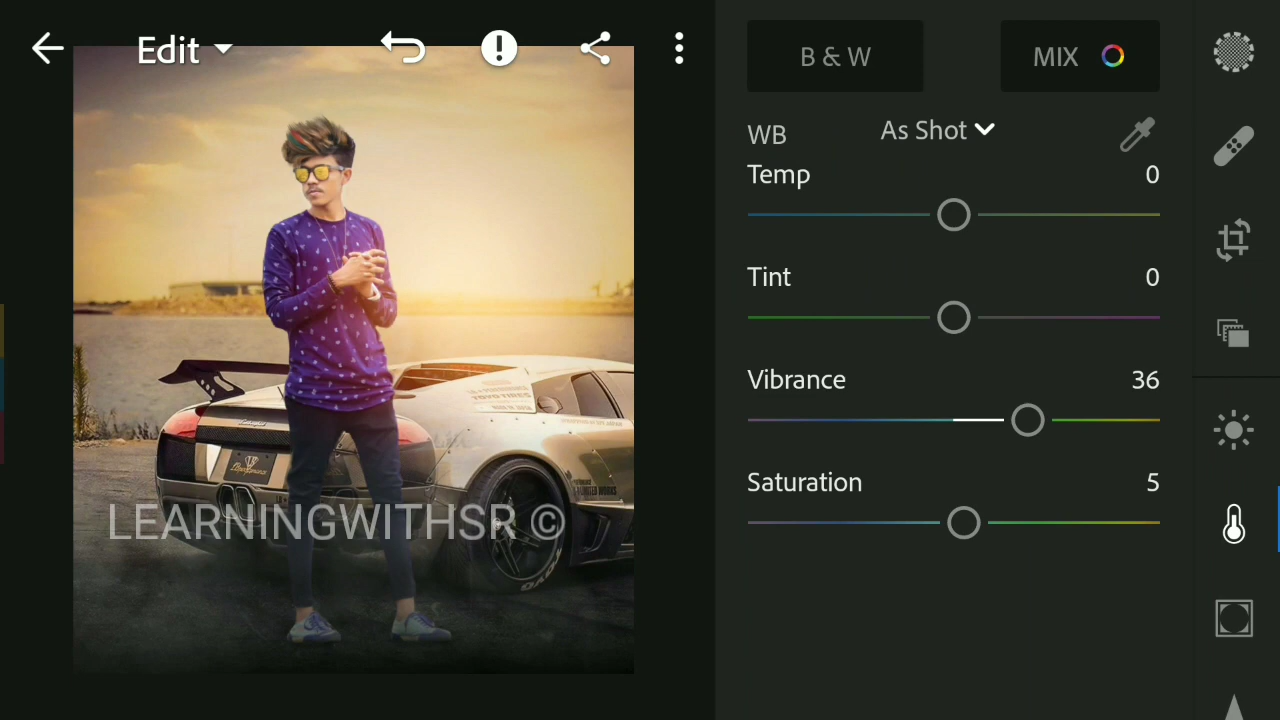 Edit
B & W
MIX
WB
As Shot
Temp
0
Tint
0
Vibrance
36
Saturation
5
LEARNINGWITHSR ©